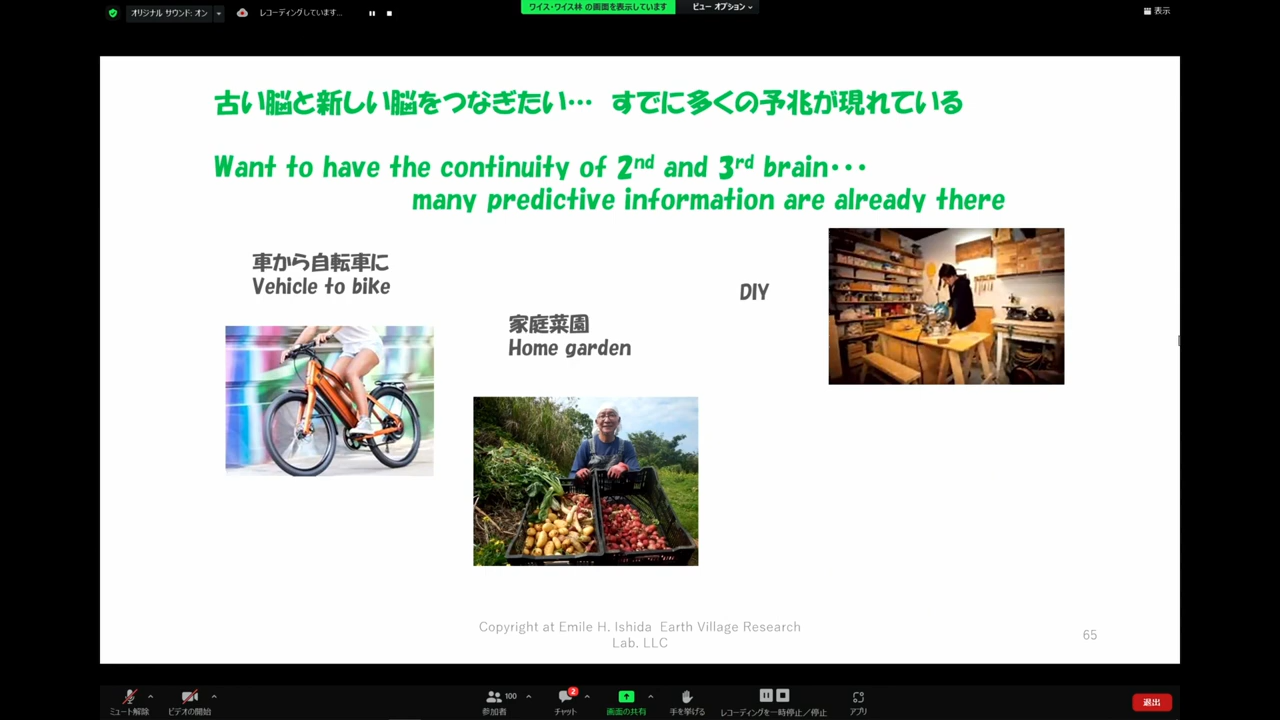 オリジナル サウンド: オン
レコーディングしています...
ワイス・ワイス林 の画面を表示しています
ビュー オプション
表示
古い脳と新しい脳をつなぎたい… すでに多くの予兆が現れている
Want to have the continuity of 2nd and 3rd brain・・・
many predictive information are already there
車から自転車に
Vehicle to bike
家庭菜園
Home garden
DIY
Copyright at Emile H. Ishida Earth Village Research
Lab. LLC
65
ミュート解除
ビデオの開始
100
参加者
2
チャット
画面の共有
手を挙げる
レコーディングを一時停止/停止
アプリ
退出